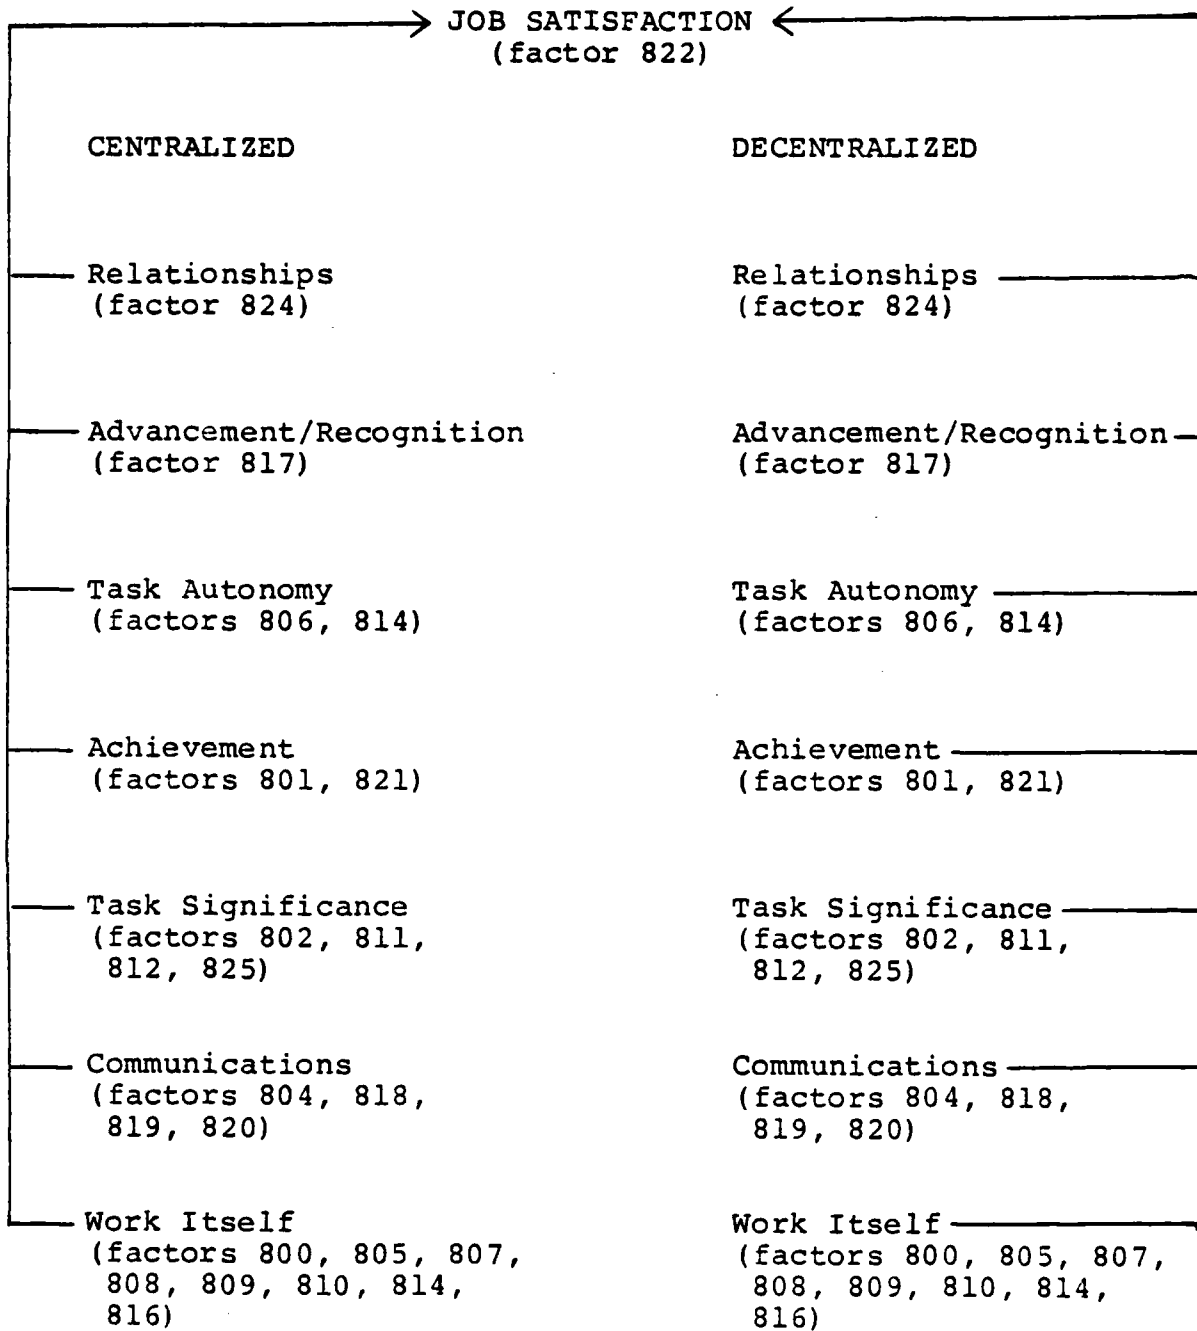 JOB SATISFACTION
(factor 822)
CENTRALIZED
DECENTRALIZED
Relationships
(factor 824)
Relationships
(factor 824)
Advancement/Recognition
(factor 817)
Advancement/Recognition
(factor 817)
Task Autonomy
(factors 806, 814)
Task Autonomy
(factors 806, 814)
Achievement
(factors 801, 821)
Achievement
(factors 801, 821)
Task Significance
(factors 802, 811,
812, 825)
Task Significance
(factors 802, 811,
812, 825)
Communications
(factors 804, 818,
819, 820)
Communications
(factors 804, 818,
819, 820)
Work Itself
(factors 800, 805, 807,
808, 809, 810, 814,
816)
Work Itself
(factors 800, 805, 807,
808, 809, 810, 814,
816)